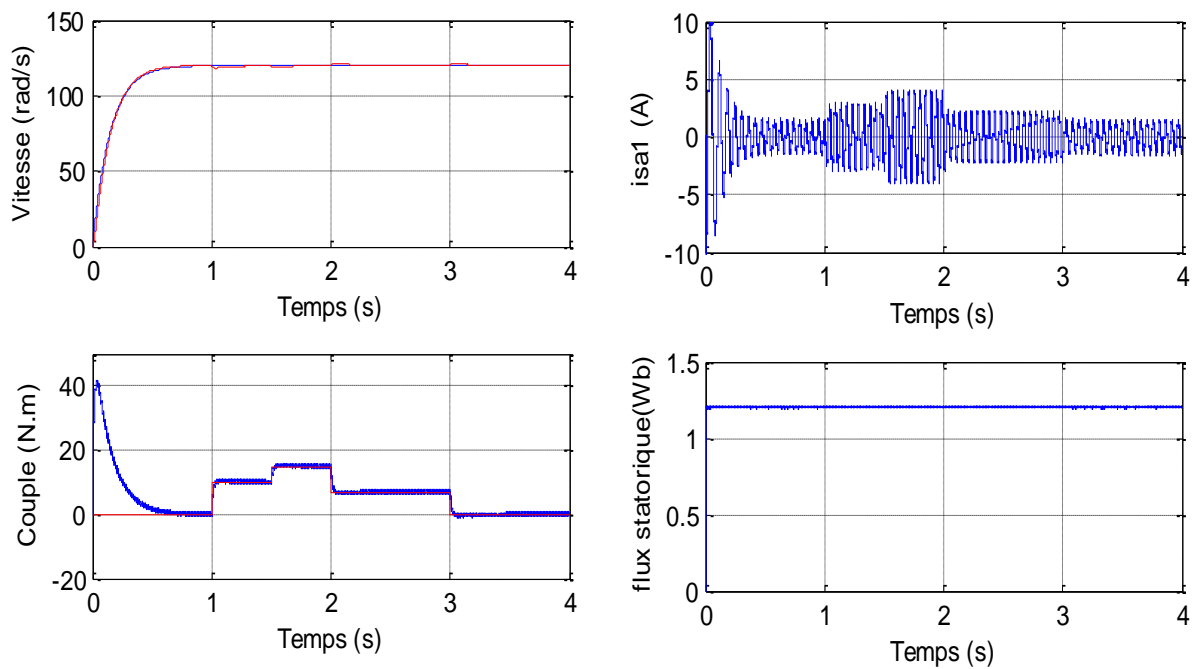 150
100
50
0
Vitesse (rad/s)
0 1 2 3 4
Temps (s)
10
5
0
-5
-10
isa1 (A)
0 1 2 3 4
Temps (s)
40
20
0
-20
Couple (N.m)
0 1 2 3 4
Temps (s)
1.5
1
0.5
0
flux statorique(Wb)
0 1 2 3 4
Temps (s)